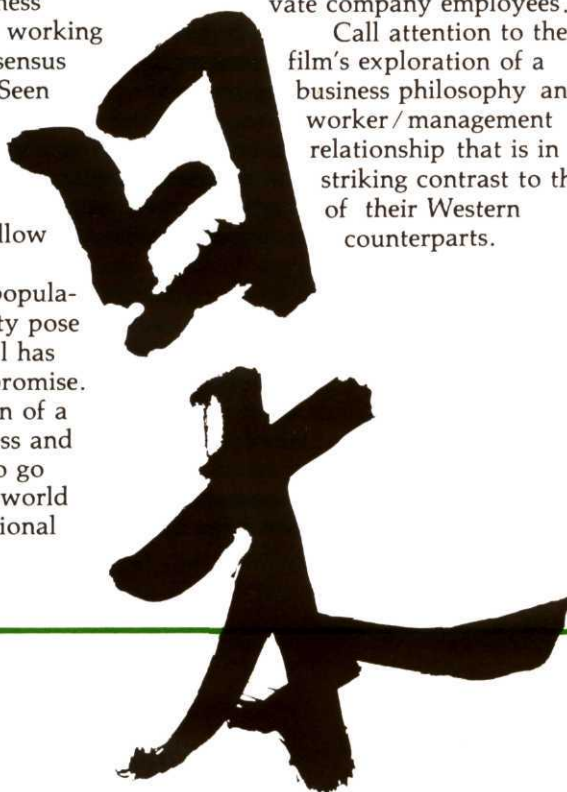 ness
working
sensus
Seen
llow
popula-
ty pose
l has
promise.
n of a
ss and
o go
world
tional
vate company employees.
Call attention to the
film's exploration of a
business philosophy an
worker/management
relationship that is in
striking contrast to th
of their Western
counterparts.
日本